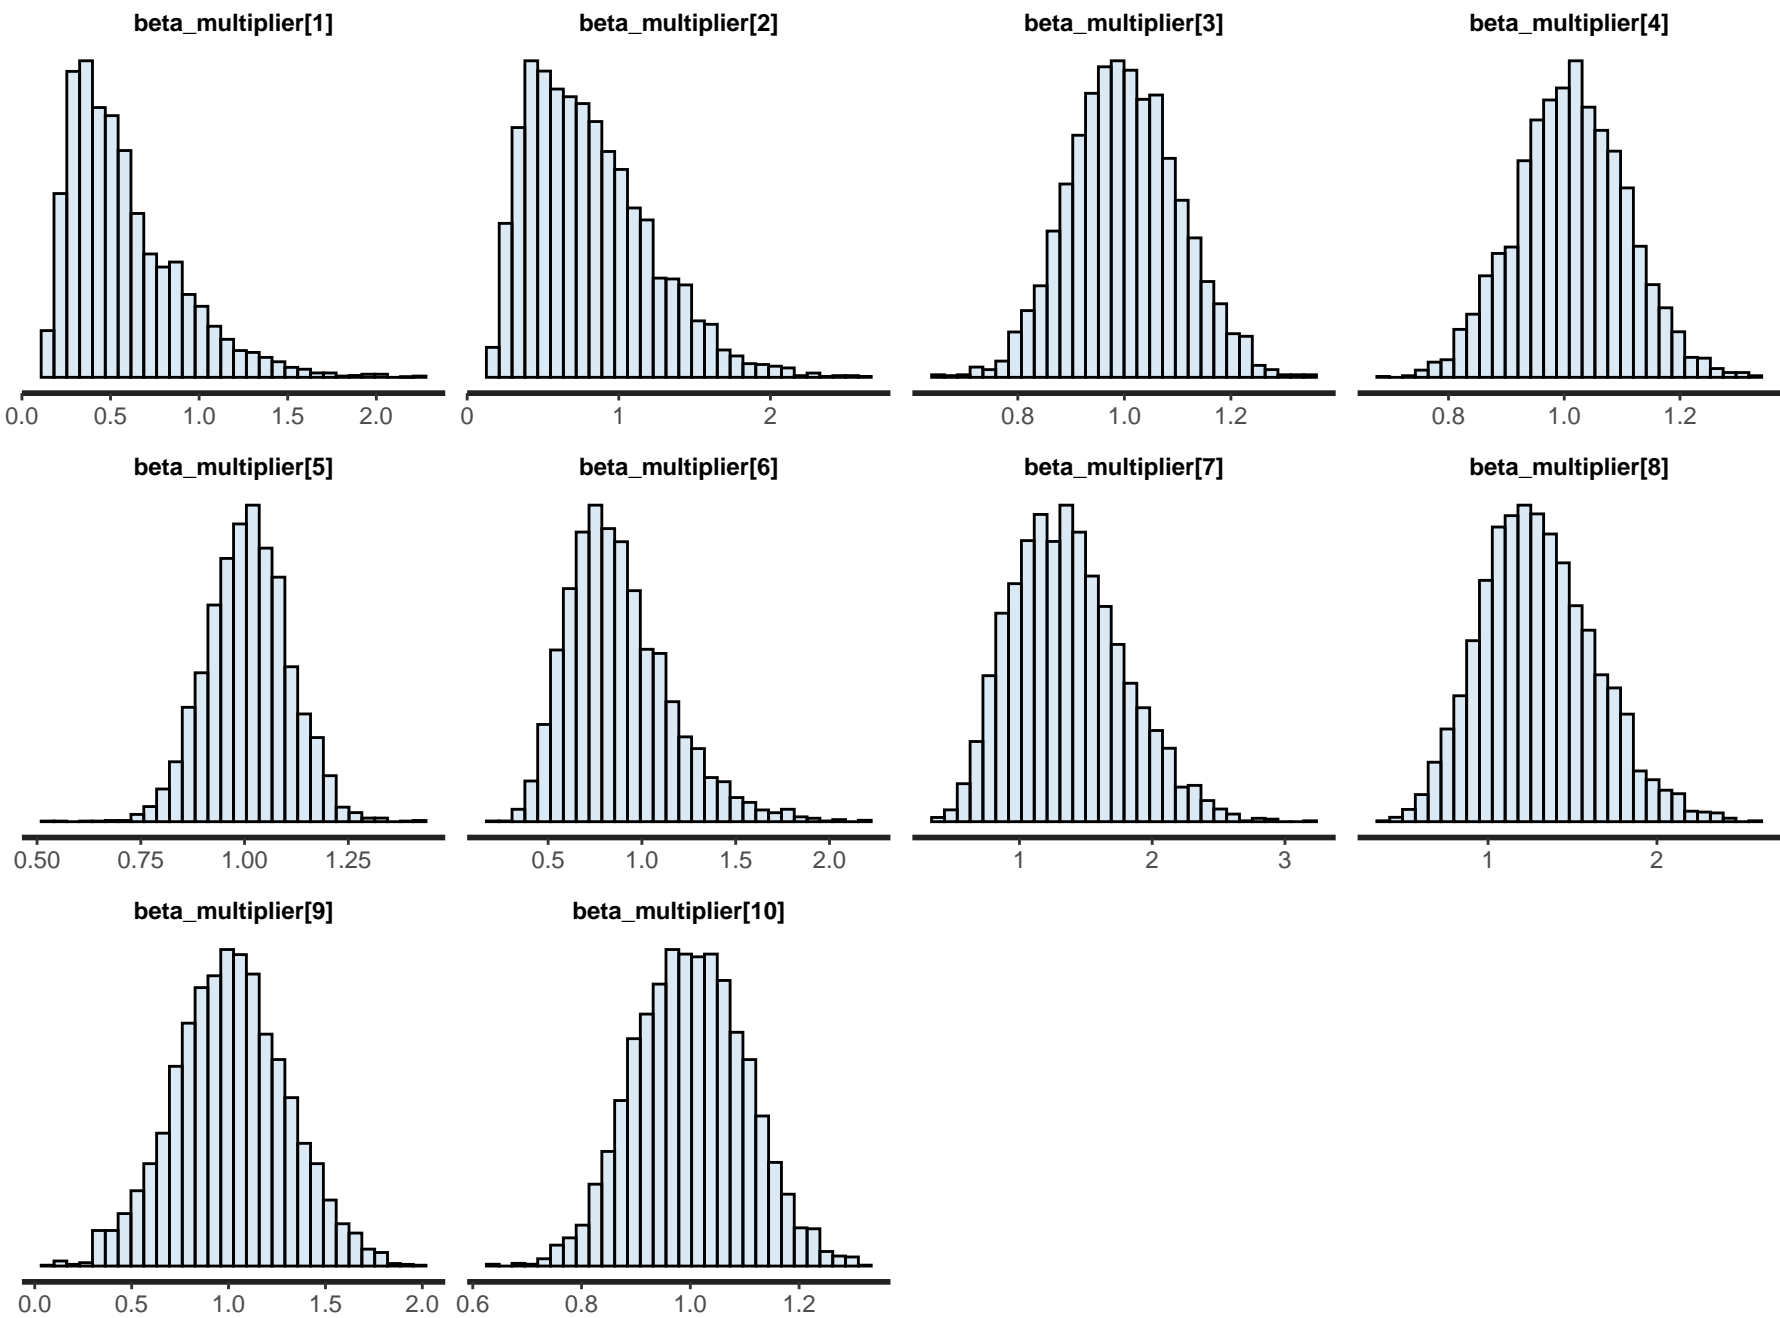 beta_multiplier[1] beta_multiplier[2] beta_multiplier[3] beta_multiplier[4]
0.0 0.5 1.0 1.5 2.0 0 1 2 0.8 1.0 1.2 0.8 1.0 1.2
beta_multiplier[5] beta_multiplier[6] beta_multiplier[7] beta_multiplier[8]
0.50 0.75 1.00 1.25 0.5 1.0 1.5 2.0 1 2 3 1 2
beta_multiplier[9] beta_multiplier[10]
0.0 0.5 1.0 1.5 2.0 0.6 0.8 1.0 1.2